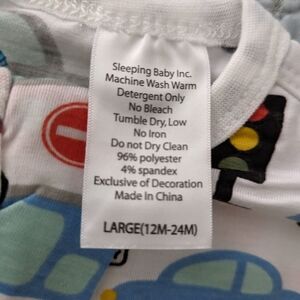 Sleeping Baby Inc.
Machine Wash Warm
Detergent Only
No Bleach
Tumble Dry, Low
No Iron
Do not Dry Clean
96% polyester
4% spandex
Exclusive of Decoration
Made In China
LARGE(12M-24M)